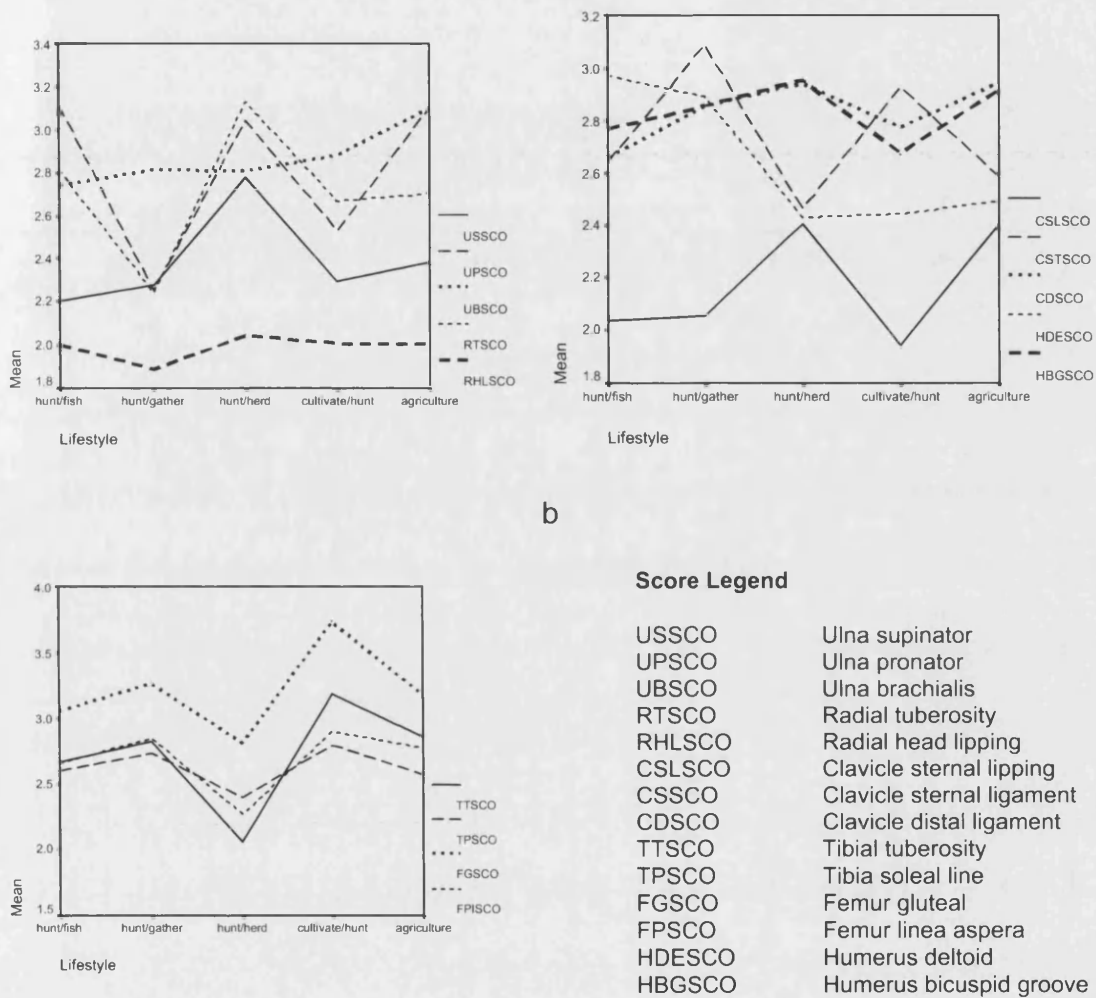 3.4
3.2
3.0
2.8
2.6
2.4
2.2
2.0
1.8
Mean
hunt/fish hunt/gather hunt/herd cultivate/hunt agriculture
Lifestyle
USSCO
UPSCO
UBSCO
RTSCO
RHLSCO
3.2
3.0
2.8
2.6
2.4
2.2
2.0
1.8
Mean
hunt/fish hunt/gather hunt/herd cultivate/hunt agriculture
Lifestyle
CSLSCO
CSTSCO
CDSCO
HDESCO
HBGSCO
b
4.0
3.5
3.0
2.5
2.0
1.5
Mean
hunt/fish hunt/gather hunt/herd cultivate/hunt agriculture
Lifestyle
TTSCO
TPSCO
FGSCO
FPISCO
Score Legend
USSCO Ulna supinator
UPSCO Ulna pronator
UBSCO Ulna brachialis
RTSCO Radial tuberosity
RHLSCO Radial head lipping
CSLSCO Clavicle sternal lipping
CSSCO Clavicle sternal ligament
CDSCO Clavicle distal ligament
TTSCO Tibial tuberosity
TPSCO Tibia soleal line
FGSCO Femur gluteal
FPSCO Femur linea aspera
HDESCO Humerus deltoid
HBGSCO Humerus bicuspid groove